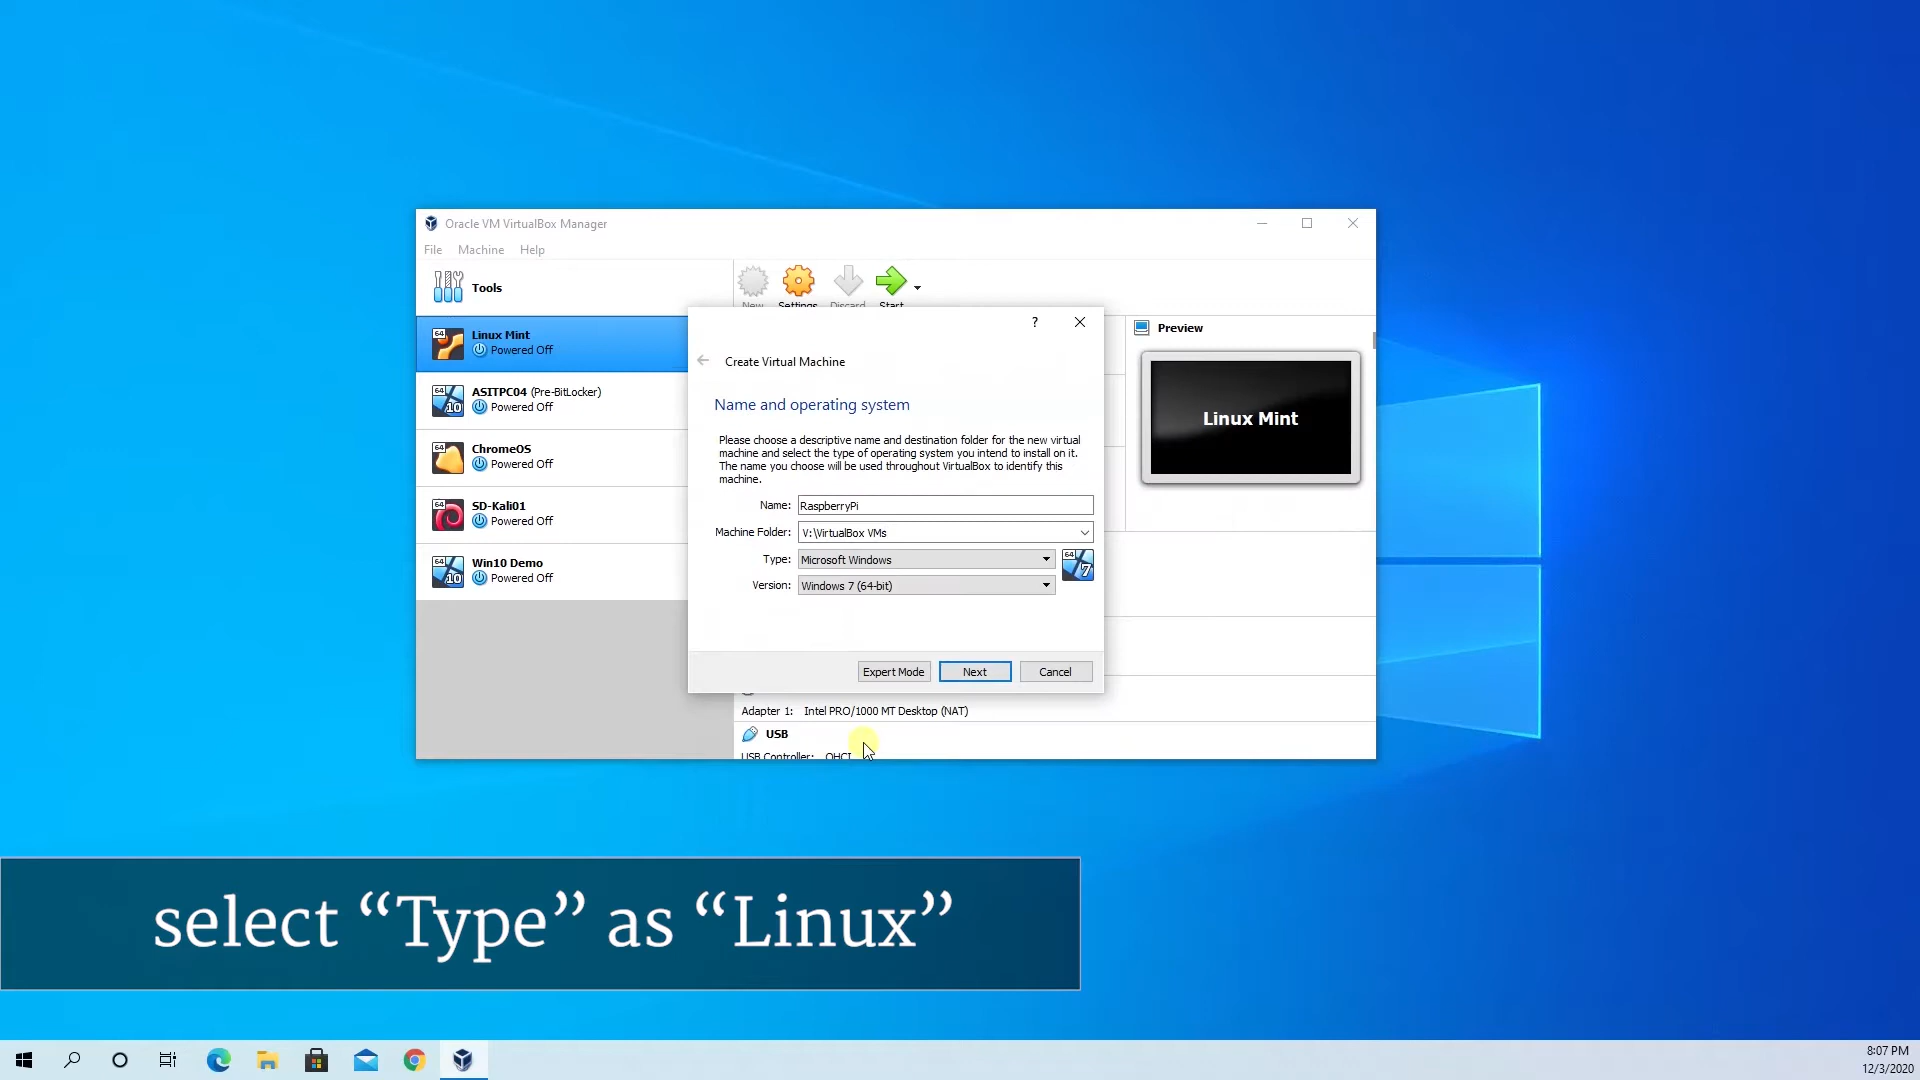 Oracle VM VirtualBox Manager
File Machine Help
Tools
New Settings Discard Start
Linux Mint
Powered Off
ASITPC04 (Pre-BitLocker)
Powered Off
ChromeOS
Powered Off
SD-Kali01
Powered Off
Win10 Demo
Powered Off
?
Create Virtual Machine
Name and operating system
Please choose a descriptive name and destination folder for the new virtual
machine and select the type of operating system you intend to install on it.
The name you choose will be used throughout VirtualBox to identify this
machine.
Name: RaspberryPi
Machine Folder: V:\VirtualBox VMs
Type: Microsoft Windows
64
7
Version: Windows 7 (64-bit)
Expert Mode Next Cancel
Preview
Linux Mint
Adapter 1: Intel PRO/1000 MT Desktop (NAT)
USB
USB Controller: OHCI
select “Type” as “Linux”
8:07 PM
12/3/2020